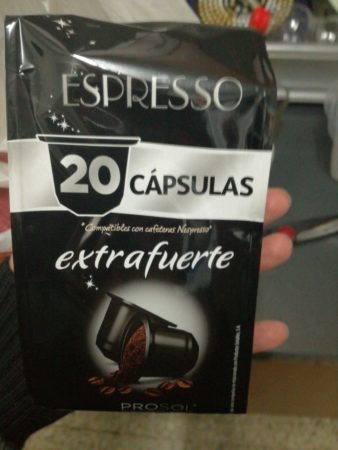 ESPRESSO
20 CÁPSULAS
"Compatibles con cafeteras Nespresso"
extrafuerte
PROSOL